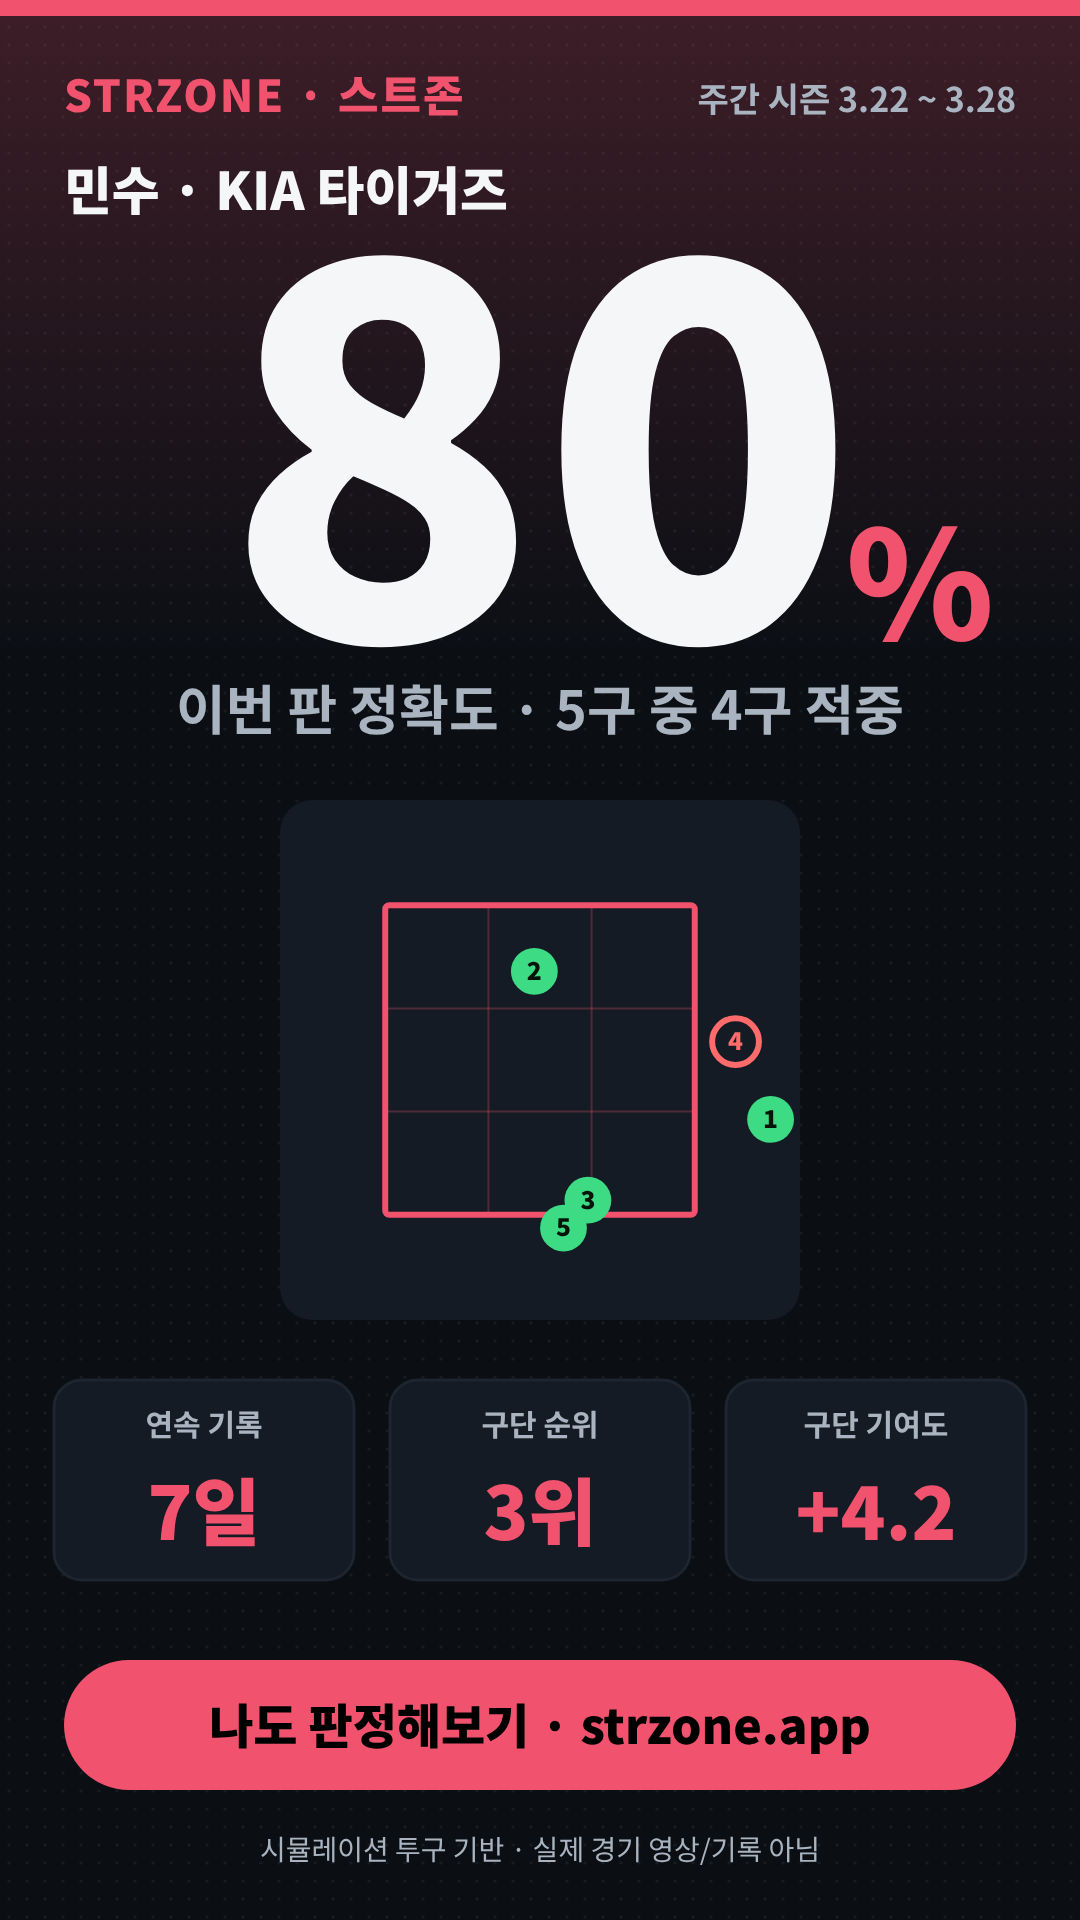 STRZONE · 스트존
주간 시즌 3.22 ~ 3.28
민수 · KIA 타이거즈
80%
이번 판 정확도 · 5구 중 4구 적중
2
4
1
3
5
연속 기록
7일
구단 순위
3위
구단 기여도
+4.2
나도 판정해보기 · strzone.app
시뮬레이션 투구 기반 · 실제 경기 영상/기록 아님